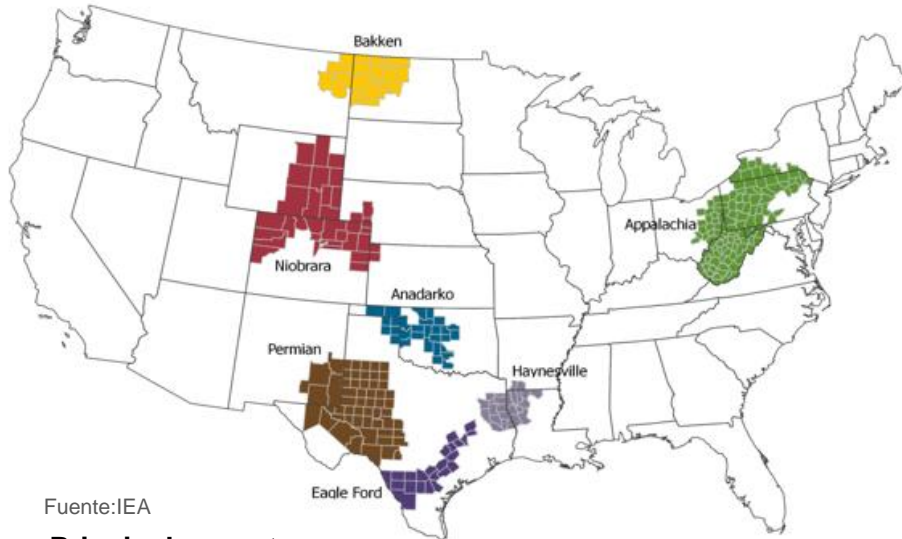 Bakken
Appalachia
Niobrara
Anadarko
Permian
Haynesville
Eagle Ford
Fuente:IEA